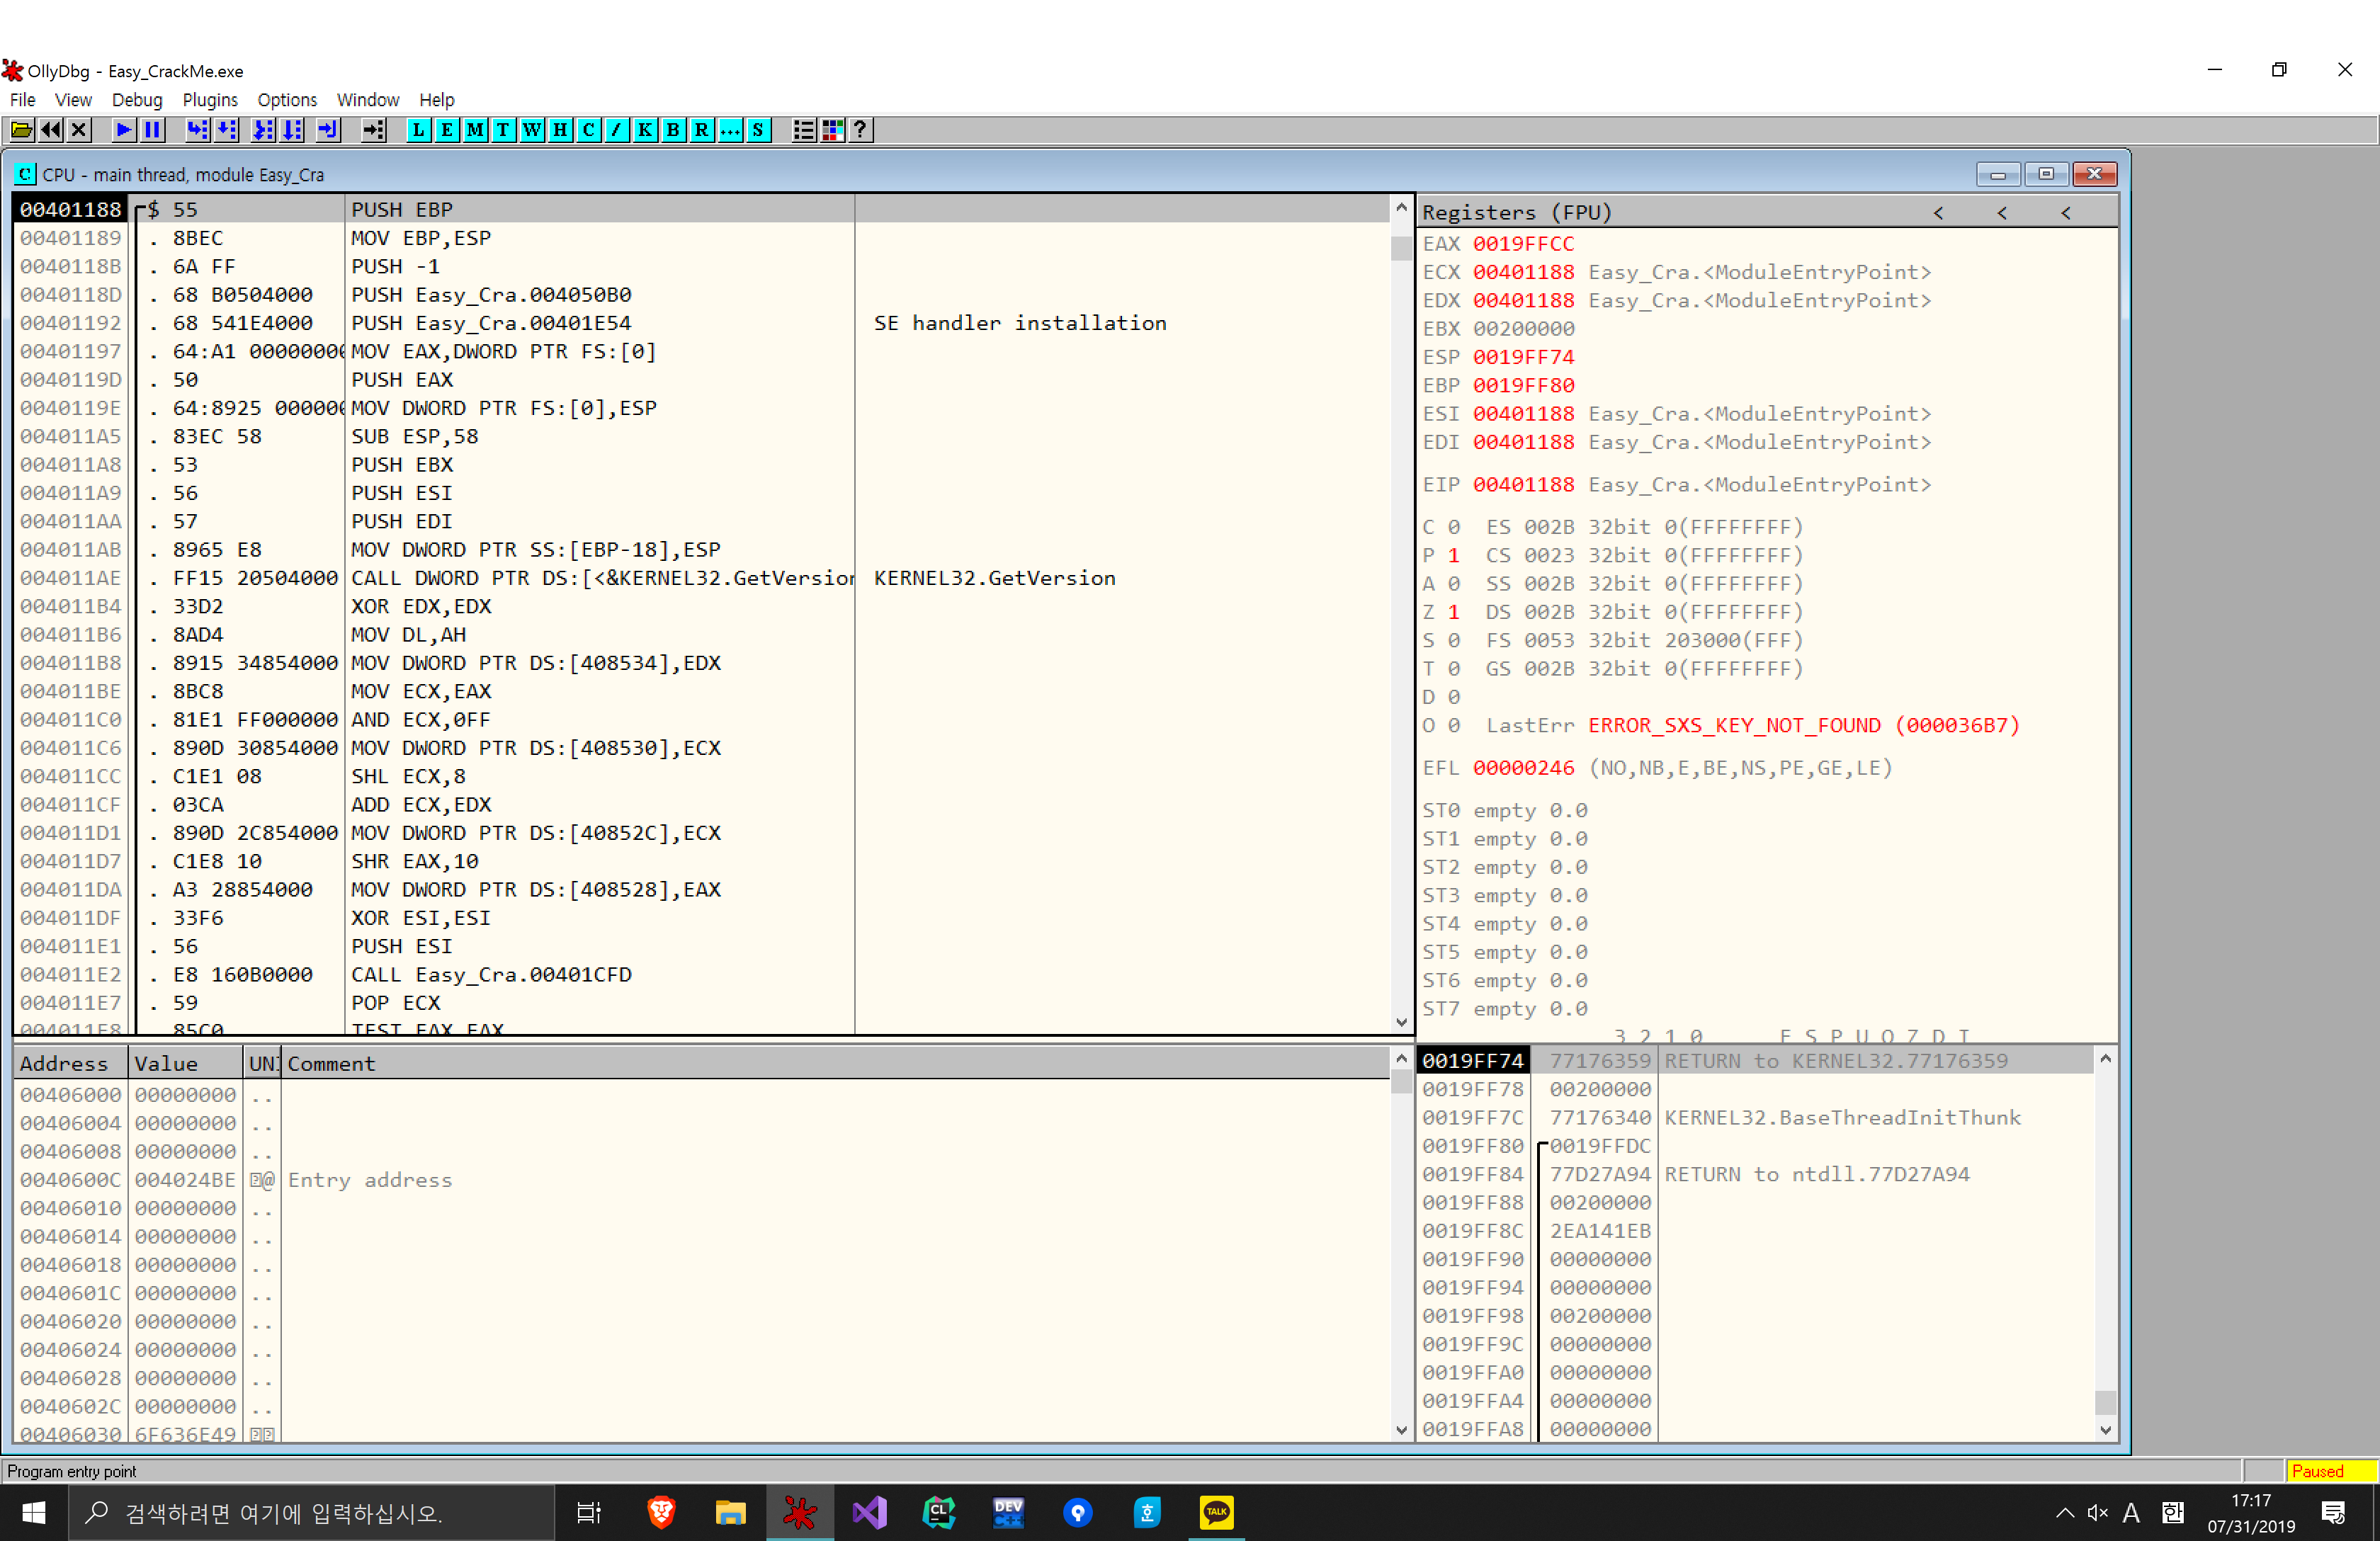 OllyDbg - Easy_CrackMe.exe
File View Debug Plugins Options Window Help
L E M T W H C / K B R ... S ?
C CPU - main thread, module Easy_Cra
00401188 $ 55 PUSH EBP
00401189 . 8BEC MOV EBP,ESP
0040118B . 6A FF PUSH -1
0040118D . 68 B0504000 PUSH Easy_Cra.004050B0
00401192 . 68 541E4000 PUSH Easy_Cra.00401E54 SE handler installation
00401197 . 64:A1 0000000 MOV EAX,DWORD PTR FS:[0]
0040119D . 50 PUSH EAX
0040119E . 64:8925 00000 MOV DWORD PTR FS:[0],ESP
004011A5 . 83EC 58 SUB ESP,58
004011A8 . 53 PUSH EBX
004011A9 . 56 PUSH ESI
004011AA . 57 PUSH EDI
004011AB . 8965 E8 MOV DWORD PTR SS:[EBP-18],ESP
004011AE . FF15 20504000 CALL DWORD PTR DS:[<&KERNEL32.GetVersion KERNEL32.GetVersion
004011B4 . 33D2 XOR EDX,EDX
004011B6 . 8AD4 MOV DL,AH
004011B8 . 8915 34854000 MOV DWORD PTR DS:[408534],EDX
004011BE . 8BC8 MOV ECX,EAX
004011C0 . 81E1 FF000000 AND ECX,0FF
004011C6 . 890D 30854000 MOV DWORD PTR DS:[408530],ECX
004011CC . C1E1 08 SHL ECX,8
004011CF . 03CA ADD ECX,EDX
004011D1 . 890D 2C854000 MOV DWORD PTR DS:[40852C],ECX
004011D7 . C1E8 10 SHR EAX,10
004011DA . A3 28854000 MOV DWORD PTR DS:[408528],EAX
004011DF . 33F6 XOR ESI,ESI
004011E1 . 56 PUSH ESI
004011E2 . E8 160B0000 CALL Easy_Cra.00401CFD
004011E7 . 59 POP ECX
004011E8 . 85C0 TEST EAX,EAX
Registers (FPU) < < <
EAX 0019FFCC
ECX 00401188 Easy_Cra.<ModuleEntryPoint>
EDX 00401188 Easy_Cra.<ModuleEntryPoint>
EBX 00200000
ESP 0019FF74
EBP 0019FF80
ESI 00401188 Easy_Cra.<ModuleEntryPoint>
EDI 00401188 Easy_Cra.<ModuleEntryPoint>
EIP 00401188 Easy_Cra.<ModuleEntryPoint>
C 0 ES 002B 32bit 0(FFFFFFFF)
P 1 CS 0023 32bit 0(FFFFFFFF)
A 0 SS 002B 32bit 0(FFFFFFFF)
Z 1 DS 002B 32bit 0(FFFFFFFF)
S 0 FS 0053 32bit 203000(FFF)
T 0 GS 002B 32bit 0(FFFFFFFF)
D 0
O 0 LastErr ERROR_SXS_KEY_NOT_FOUND (000036B7)
EFL 00000246 (NO,NB,E,BE,NS,PE,GE,LE)
ST0 empty 0.0
ST1 empty 0.0
ST2 empty 0.0
ST3 empty 0.0
ST4 empty 0.0
ST5 empty 0.0
ST6 empty 0.0
ST7 empty 0.0
3 2 1 0 E S P U O Z D I
Address Value UNI Comment
00406000 00000000 ..
00406004 00000000 ..
00406008 00000000 ..
0040600C 004024BE @ Entry address
00406010 00000000 ..
00406014 00000000 ..
00406018 00000000 ..
0040601C 00000000 ..
00406020 00000000 ..
00406024 00000000 ..
00406028 00000000 ..
0040602C 00000000 ..
00406030 6F636E49
0019FF74 77176359 RETURN to KERNEL32.77176359
0019FF78 00200000
0019FF7C 77176340 KERNEL32.BaseThreadInitThunk
0019FF80 0019FFDC
0019FF84 77D27A94 RETURN to ntdll.77D27A94
0019FF88 00200000
0019FF8C 2EA141EB
0019FF90 00000000
0019FF94 00000000
0019FF98 00200000
0019FF9C 00000000
0019FFA0 00000000
0019FFA4 00000000
0019FFA8 00000000
Program entry point
Paused
검색하려면 여기에 입력하십시오.
CL
DEV C++
호
TALK
A 한
17:17
07/31/2019